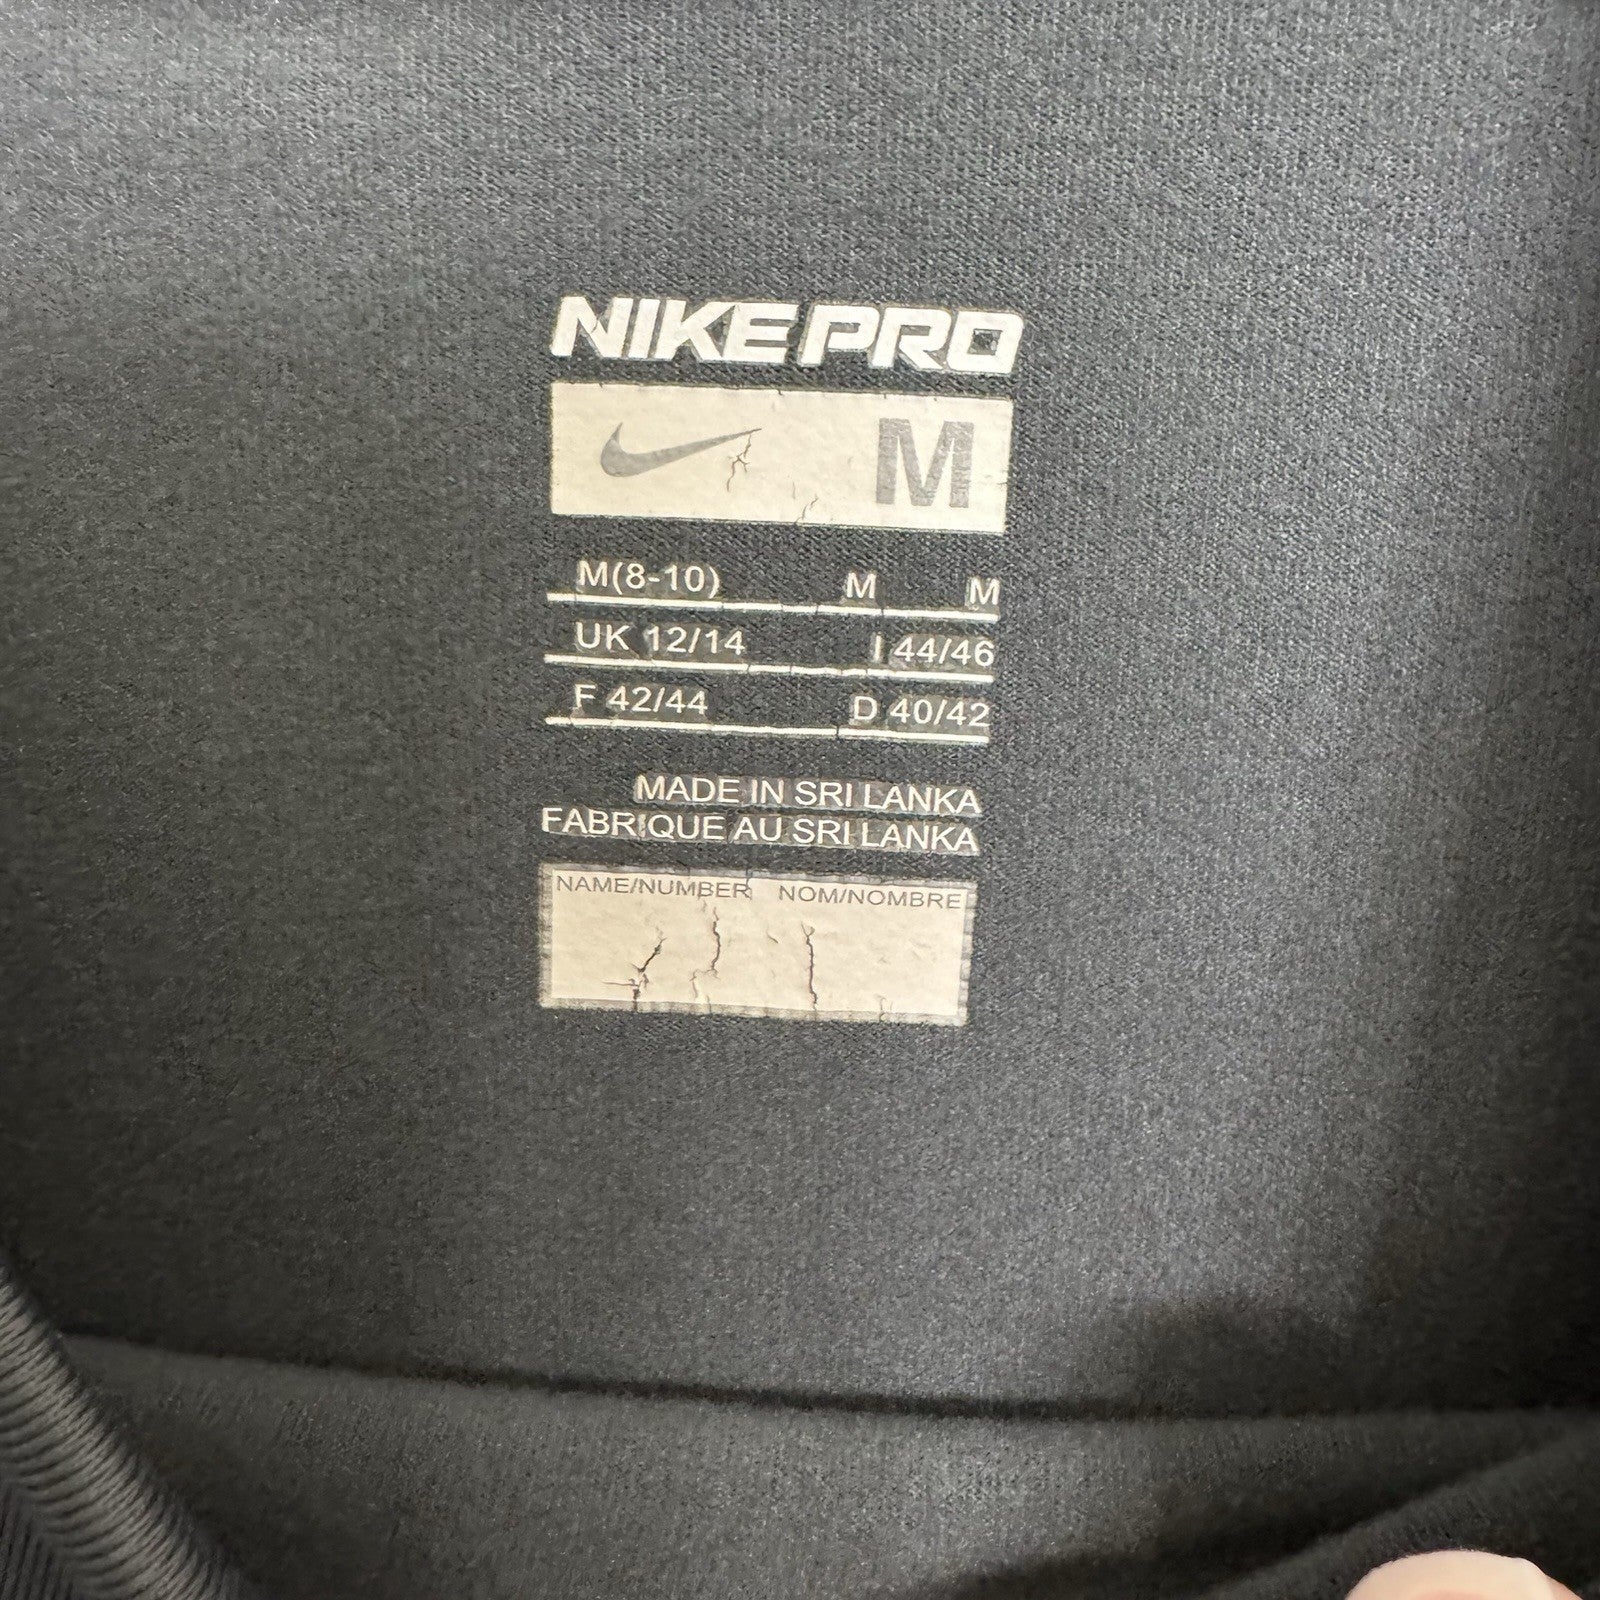 NIKE PRO
M
M(8-10) M M
UK 12/14 I 44/46
F 42/44 D 40/42
MADE IN SRI LANKA
FABRIQUE AU SRI LANKA
NAME/NUMBER NOM/NOMBRE